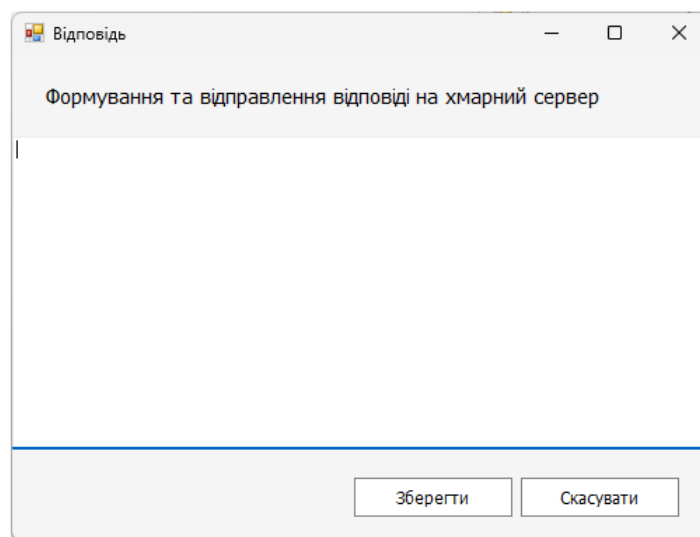 Відповідь
Формування та відправлення відповіді на хмарний сервер
Зберегти
Скасувати